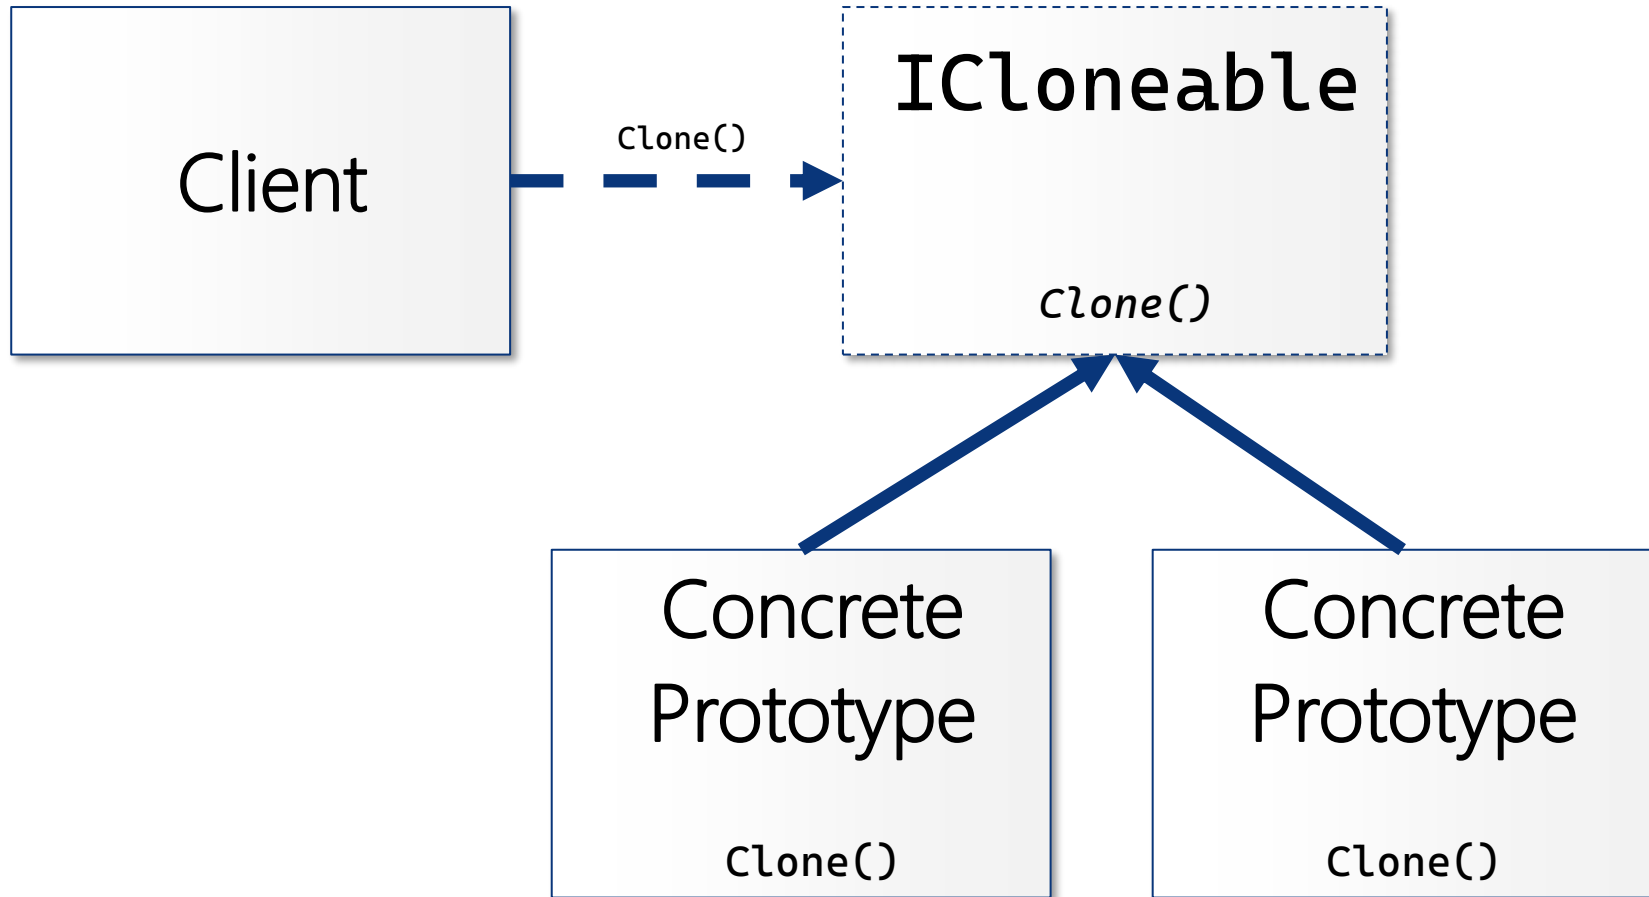 Client
Clone()
ICloneable
Clone()
Concrete
Prototype
Clone()
Concrete
Prototype
Clone()